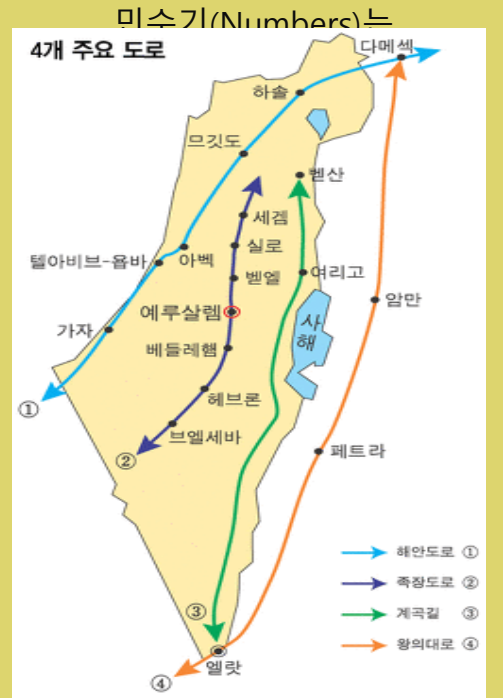 민수기(Numbers)는
4개 주요 도로
다메섹
하솔
므깃도
벧산
세겜
실로
텔아비브-욥바
아벡
벧엘
여리고
예루살렘
사해
암만
가자
베들레햄
헤브론
①
브엘세바
②
페트라
해안도로 ①
족장도로 ②
계곡길 ③
왕의대로 ④
③
엘랏
④